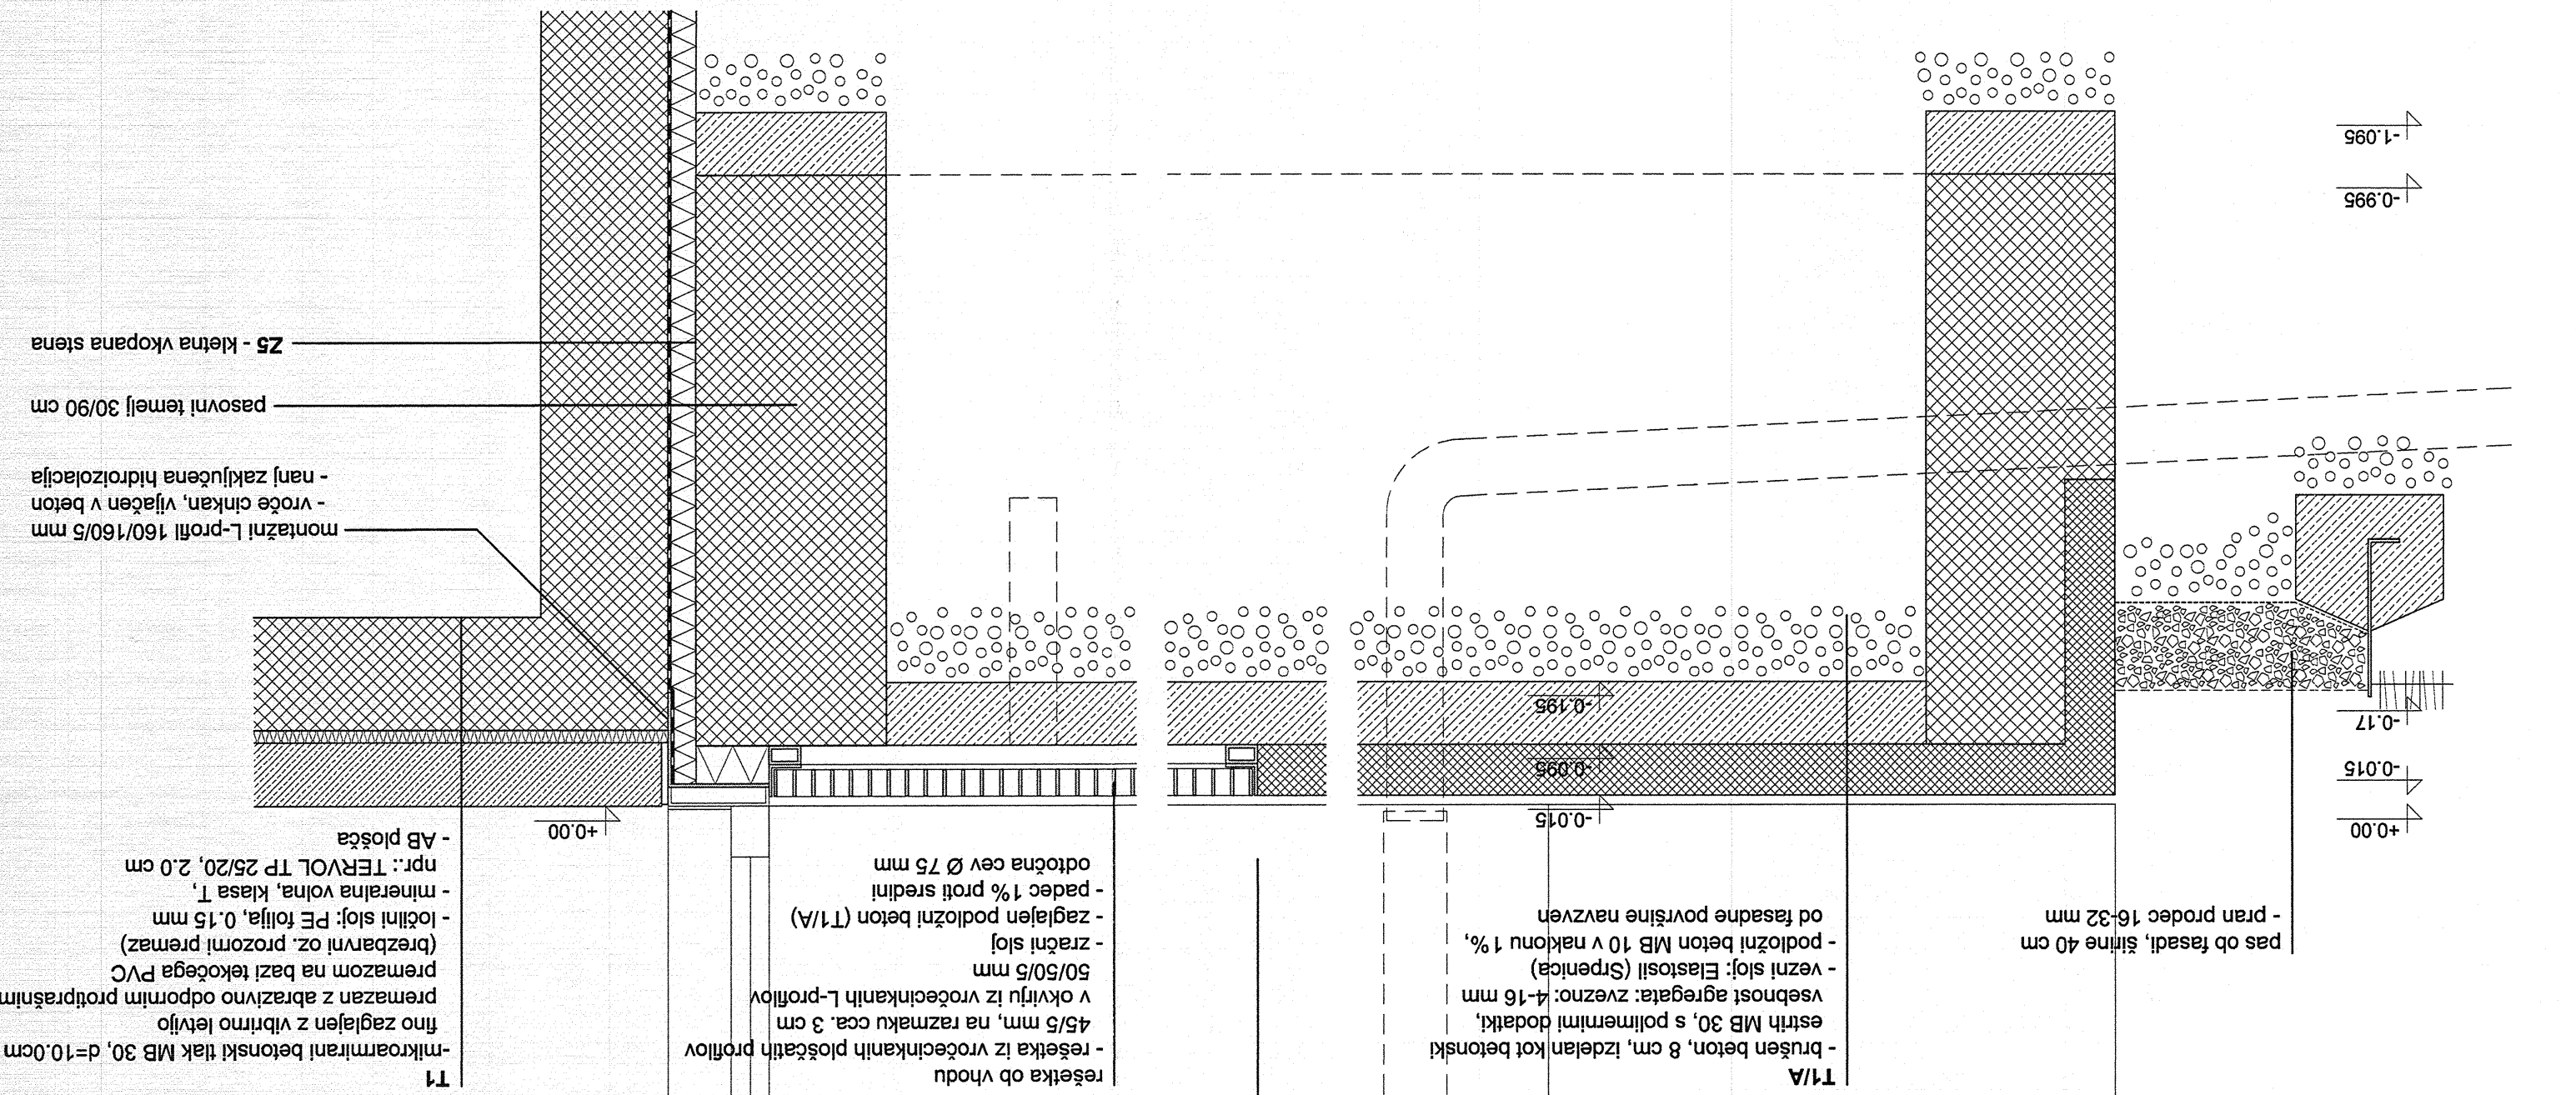 T1/A
- brušen beton, 8 cm, izdelan kot betonski
estrih MB 30, s polimernimi dodatki,
vsebnost agregata: zvezno: 4-16 mm
- vezni sloj: Elastosil (Srpenica)
- podložni beton MB 10 v naklonu 1%,
od fasadne površine navzven
rešetka ob vhodu
- rešetka iz vročecinkanih ploščatih profilov
45/5 mm, na razmaku cca. 3 cm
v okvirju iz vročecinkanih L-profilov
50/50/5 mm
- zračni sloj
- zaglajen podložni beton (T1/A)
- padec 1% proti sredini
odtočna cev Ø 75 mm
T1
-mikroarmirani betonski tlak MB 30, d=10.0cm
fino zaglajen z vibrirno letvijo
premazan z abrazivno odpornim protiprašnim
premazom na bazi tekočega PVC
(brezbarvni oz. prozorni premaz)
- ločilni sloj: PE folija, 0.15 mm
- mineralna volna, klasa T,
npr.: TERVOL TP 25/20, 2.0 cm
- AB plošča
pas ob fasadi, širine 40 cm
- pran prodec 16-32 mm
+0.00
-0.015
-0.17
-0.995
-1.095
-0.015
-0.095
-0.195
+0.00
montažni L-profil 160/160/5 mm
- vroče cinkan, vijačen v beton
- nanj zaključena hidroizolacija
pasovni temelj 30/90 cm
Z5 - kletna vkopana stena